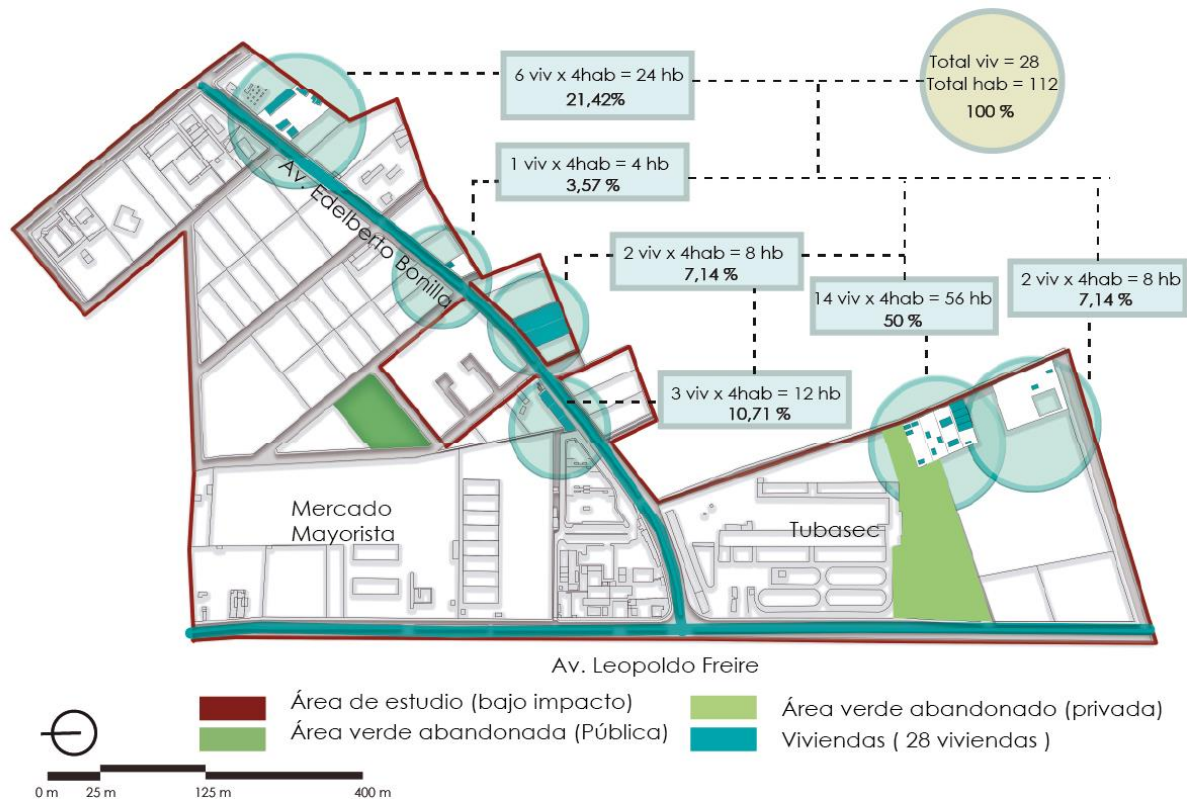 6 viv x 4hab = 24 hb
21,42%
Total viv = 28
Total hab = 112
100 %
1 viv x 4hab = 4 hb
3,57 %
Av. Edelberto Bonilla
2 viv x 4hab = 8 hb
7,14 %
14 viv x 4hab = 56 hb
50 %
2 viv x 4hab = 8 hb
7,14 %
3 viv x 4hab = 12 hb
10,71 %
Mercado
Mayorista
Tubasec
Av. Leopoldo Freire
Área de estudio (bajo impacto)
Área verde abandonada (Pública)
Área verde abandonado (privada)
Viviendas ( 28 viviendas )
0 m 25 m 125 m 400 m